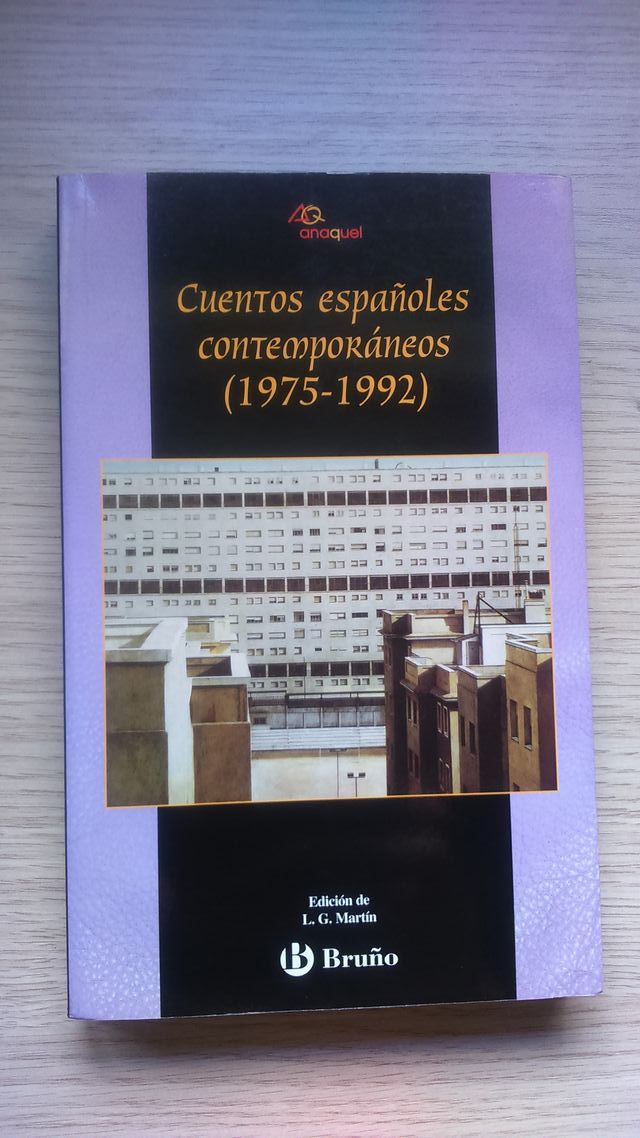 AQ
anaquel
Cuentos españoles
contemporáneos
(1975-1992)
Edición de
L. G. Martín
B Bruño